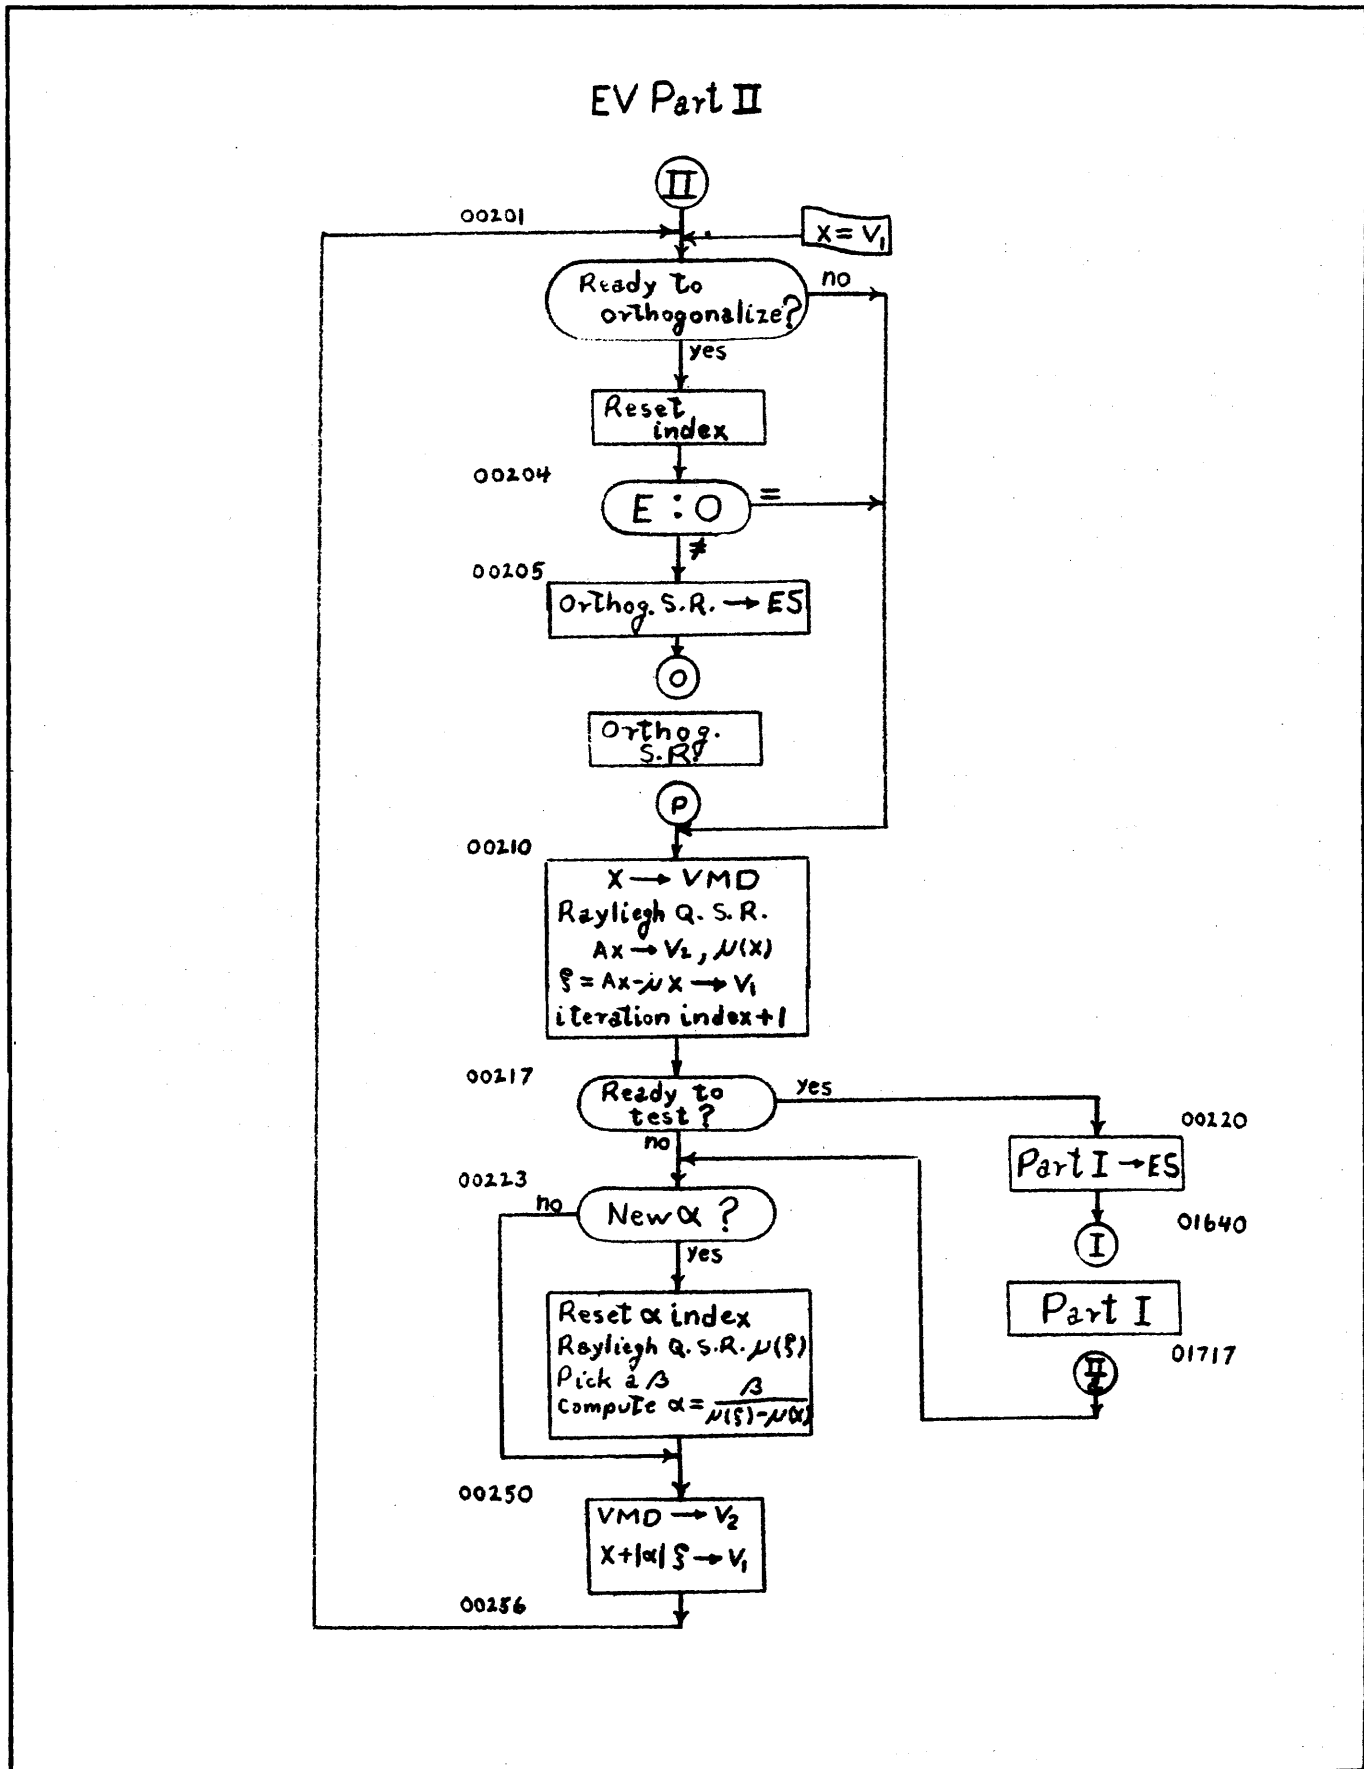 EV Part II
II
00201
X = V₁
Ready to
orthogonalize?
no
yes
Reset
index
00204
E : O
=
≠
00205
Orthog. S.R. → ES
O
Orthog.
S.R.
P
00210
X → VMD
Rayliegh Q. S. R.
Ax → V₂, μ(X)
ξ = Ax-μX → V₁
iteration index+1
00217
Ready to
test?
yes
no
00220
Part I → ES
01640
I
Part I
01717
00223
New α ?
no
yes
Reset α index
Rayliegh Q. S. R. μ(ξ)
Pick a β
Compute α = β / μ(ξ)-μ(X)
00250
VMD → V₂
X+|α| ξ → V₁
00256